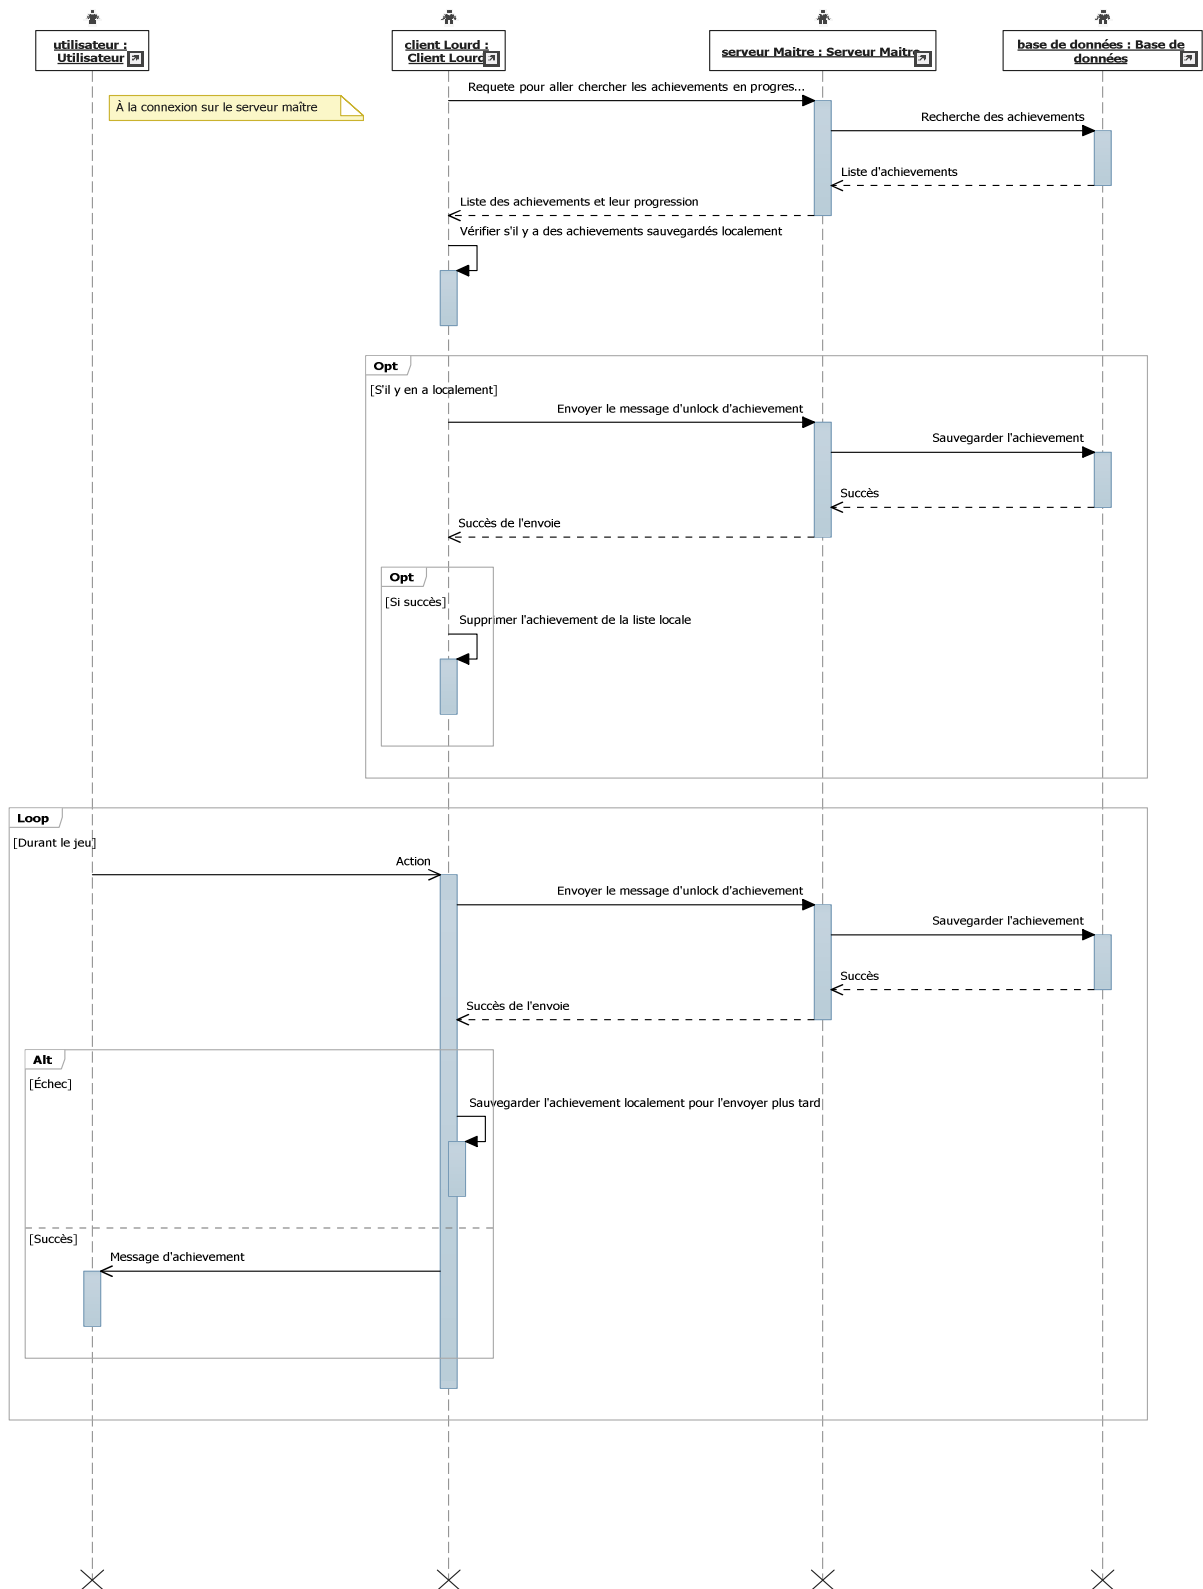 utilisateur :
Utilisateur
client Lourd :
Client Lourd
serveur Maitre : Serveur Maitre
base de données : Base de
données
À la connexion sur le serveur maître
Requete pour aller chercher les achievements en progres...
Recherche des achievements
Liste d'achievements
Liste des achievements et leur progression
Vérifier s'il y a des achievements sauvegardés localement
Opt
[S'il y en a localement]
Envoyer le message d'unlock d'achievement
Sauvegarder l'achievement
Succès
Succès de l'envoie
Opt
[Si succès]
Supprimer l'achievement de la liste locale
Loop
[Durant le jeu]
Action
Envoyer le message d'unlock d'achievement
Sauvegarder l'achievement
Succès
Succès de l'envoie
Alt
[Échec]
Sauvegarder l'achievement localement pour l'envoyer plus tard
[Succès]
Message d'achievement